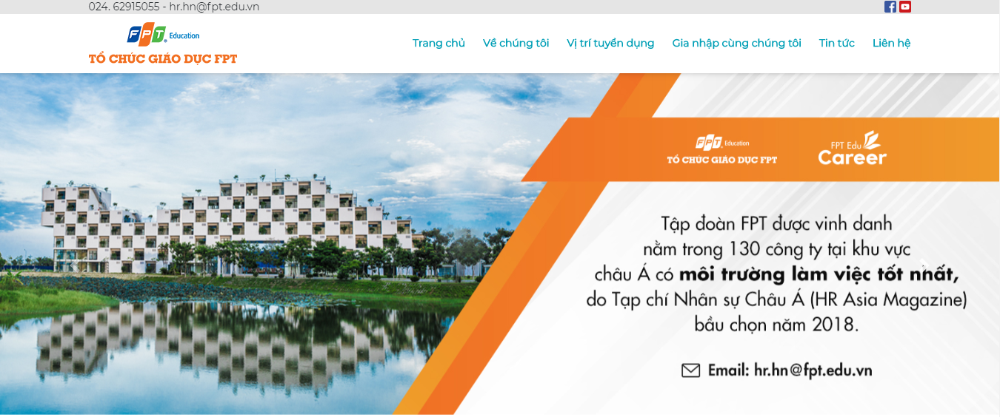 024. 62915055 - hr.hn@fpt.edu.vn
FPT Education
TỔ CHỨC GIÁO DỤC FPT
Trang chủ Về chúng tôi Vị trí tuyển dụng Gia nhập cùng chúng tôi Tin tức Liên hệ
FPT Education
TỔ CHỨC GIÁO DỤC FPT
FPT Edu
Career
Tập đoàn FPT được vinh danh
nằm trong 130 công ty tại khu vực
châu Á có môi trường làm việc tốt nhất,
do Tạp chí Nhân sự Châu Á (HR Asia Magazine)
bầu chọn năm 2018.
Email: hr.hn@fpt.edu.vn